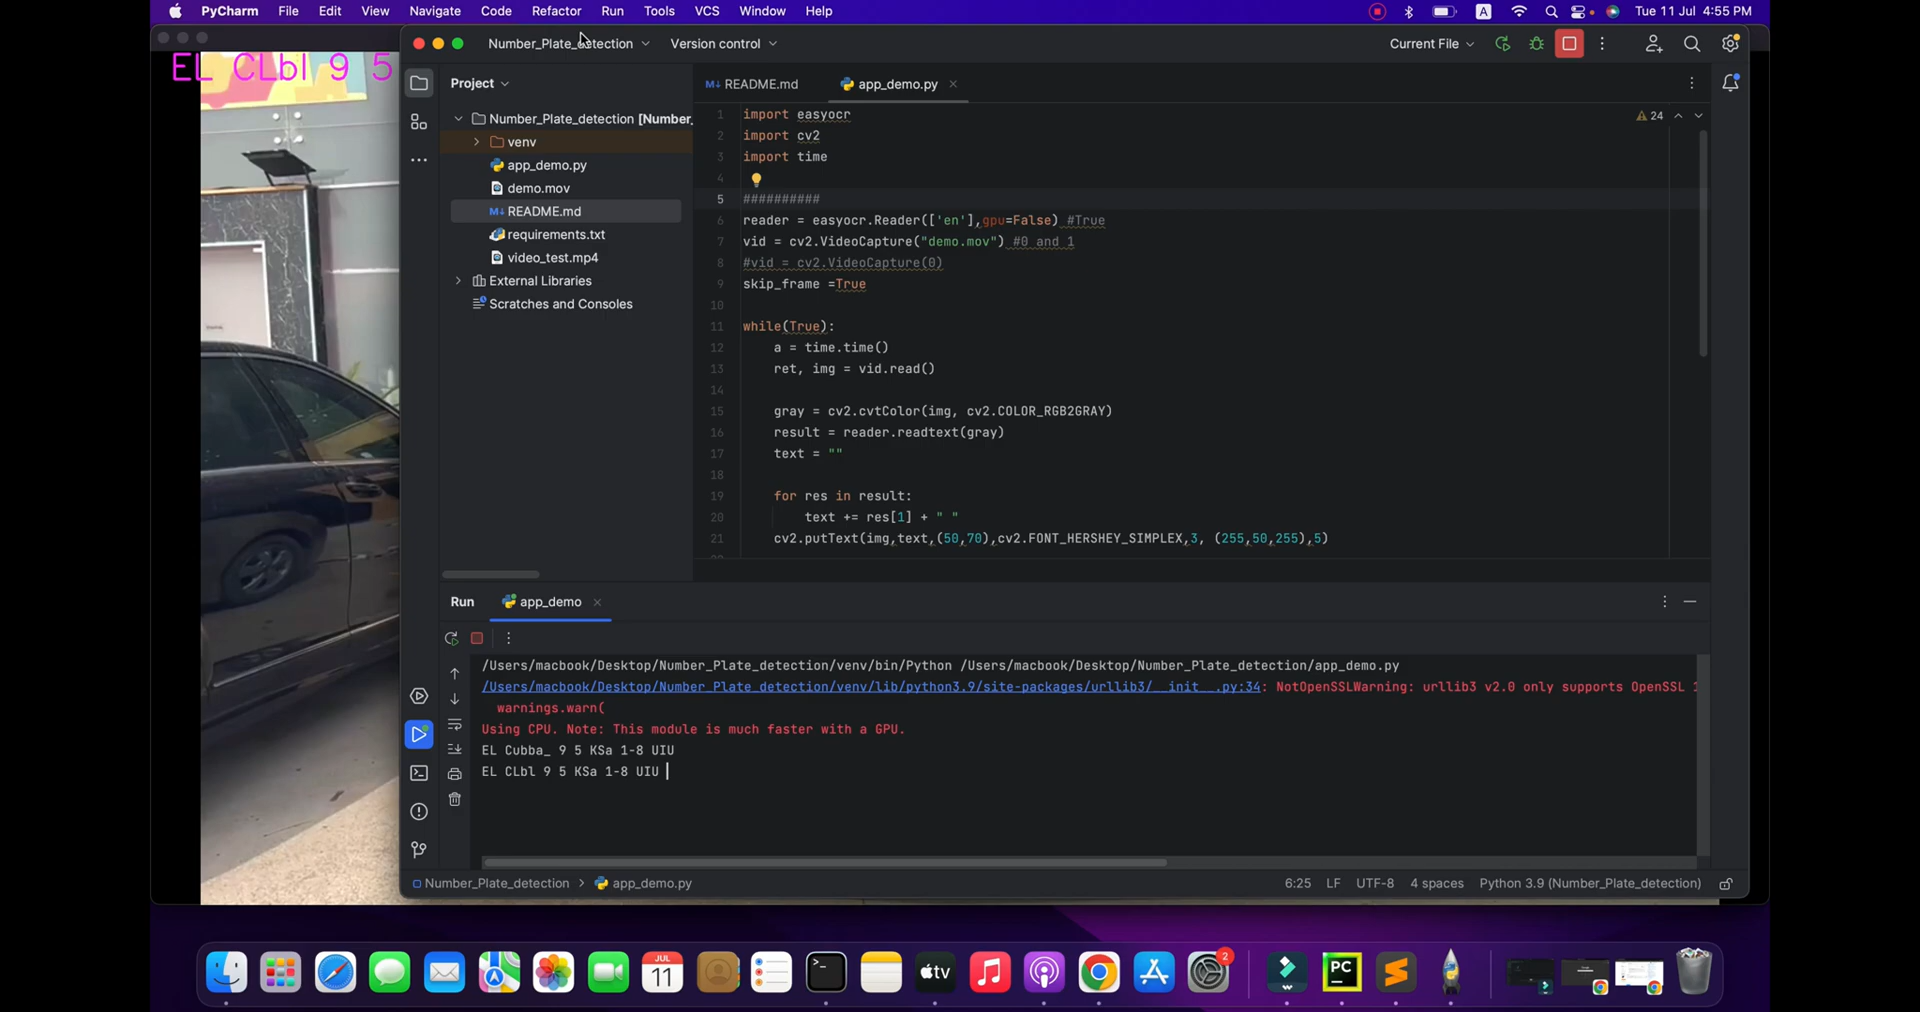 PyCharm File Edit View Navigate Code Refactor Run Tools VCS Window Help A Tue 11 Jul 4:55 PM
Number_Plate_detection Version control Current File
EL CLbl 9 5
Project README.md app_demo.py
Number_Plate_detection [Number_
venv
app_demo.py
demo.mov
README.md
requirements.txt
video_test.mp4
External Libraries
Scratches and Consoles
24
1 import easyocr
2 import cv2
3 import time
4
5 ##########
6 reader = easyocr.Reader(['en'],gpu=False) #True
7 vid = cv2.VideoCapture("demo.mov") #0 and 1
8 #vid = cv2.VideoCapture(0)
9 skip_frame =True
10
11 while(True):
12 a = time.time()
13 ret, img = vid.read()
14
15 gray = cv2.cvtColor(img, cv2.COLOR_RGB2GRAY)
16 result = reader.readtext(gray)
17 text = ""
18
19 for res in result:
20 text += res[1] + " "
21 cv2.putText(img,text,(50,70),cv2.FONT_HERSHEY_SIMPLEX,3, (255,50,255),5)
Run app_demo
/Users/macbook/Desktop/Number_Plate_detection/venv/bin/Python /Users/macbook/Desktop/Number_Plate_detection/app_demo.py
/Users/macbook/Desktop/Number_Plate_detection/venv/lib/python3.9/site-packages/urllib3/__init__.py:34: NotOpenSSLWarning: urllib3 v2.0 only supports OpenSSL 1
warnings.warn(
Using CPU. Note: This module is much faster with a GPU.
EL Cubba_ 9 5 KSa 1-8 UIU
EL CLbl 9 5 KSa 1-8 UIU
Number_Plate_detection > app_demo.py 6:25 LF UTF-8 4 spaces Python 3.9 (Number_Plate_detection)
JUL
11
tv
2
PC